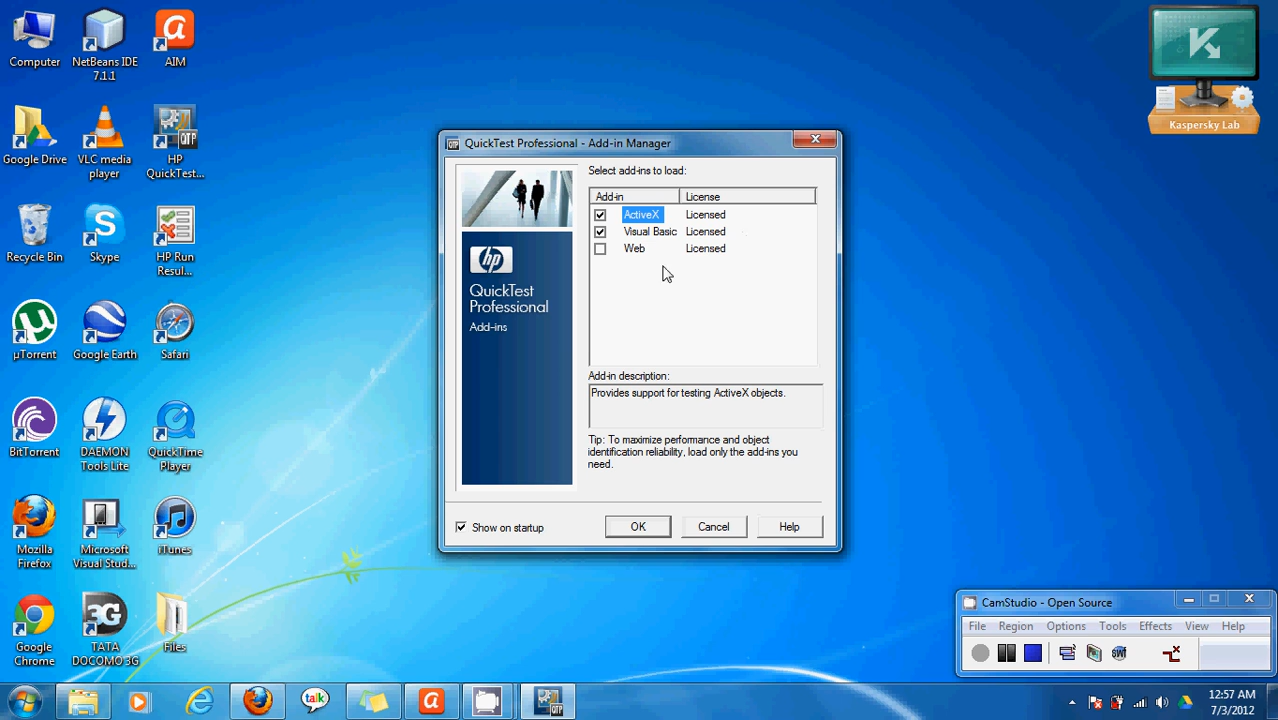 Computer
NetBeans IDE
7.1.1
AIM
Google Drive
VLC media
player
HP
QuickTest...
QTP
Recycle Bin
Skype
HP Run
Resul...
µTorrent
Google Earth
Safari
BitTorrent
DAEMON
Tools Lite
QuickTime
Player
Mozilla
Firefox
Microsoft
Visual Stud...
iTunes
Google
Chrome
3G
TATA
DOCOMO 3G
Files
Kaspersky Lab
QTP
QuickTest Professional - Add-in Manager
hp
QuickTest
Professional
Add-ins
Select add-ins to load:
Add-in License
ActiveX Licensed
Visual Basic Licensed
Web Licensed
Add-in description:
Provides support for testing ActiveX objects.
Tip: To maximize performance and object
identification reliability, load only the add-ins you
need.
Show on startup
OK
Cancel
Help
CamStudio - Open Source
File Region Options Tools Effects View Help
SWF
talk
QTP
12:57 AM
7/3/2012